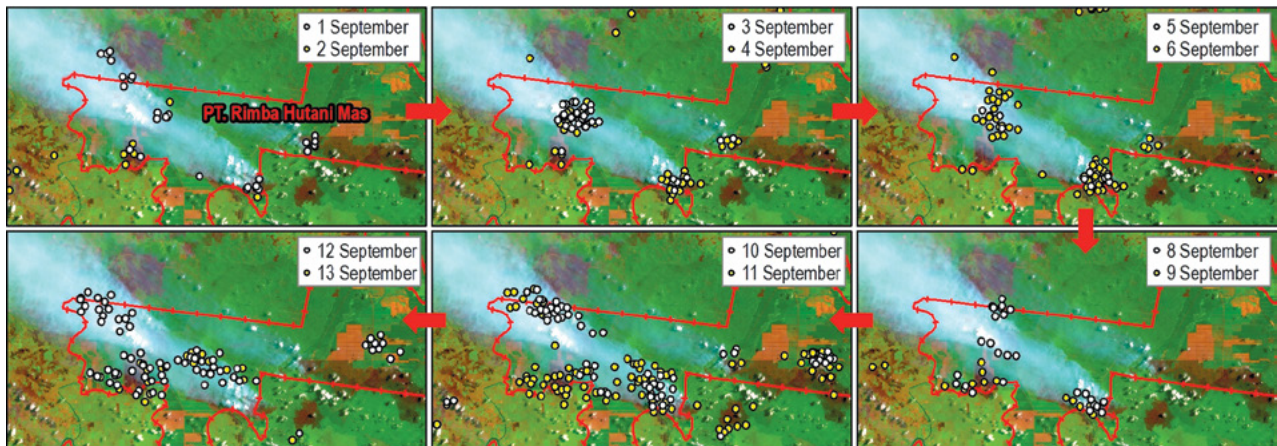 1 September
2 September
PT. Rimba Hutani Mas
3 September
4 September
5 September
6 September
8 September
9 September
10 September
11 September
12 September
13 September